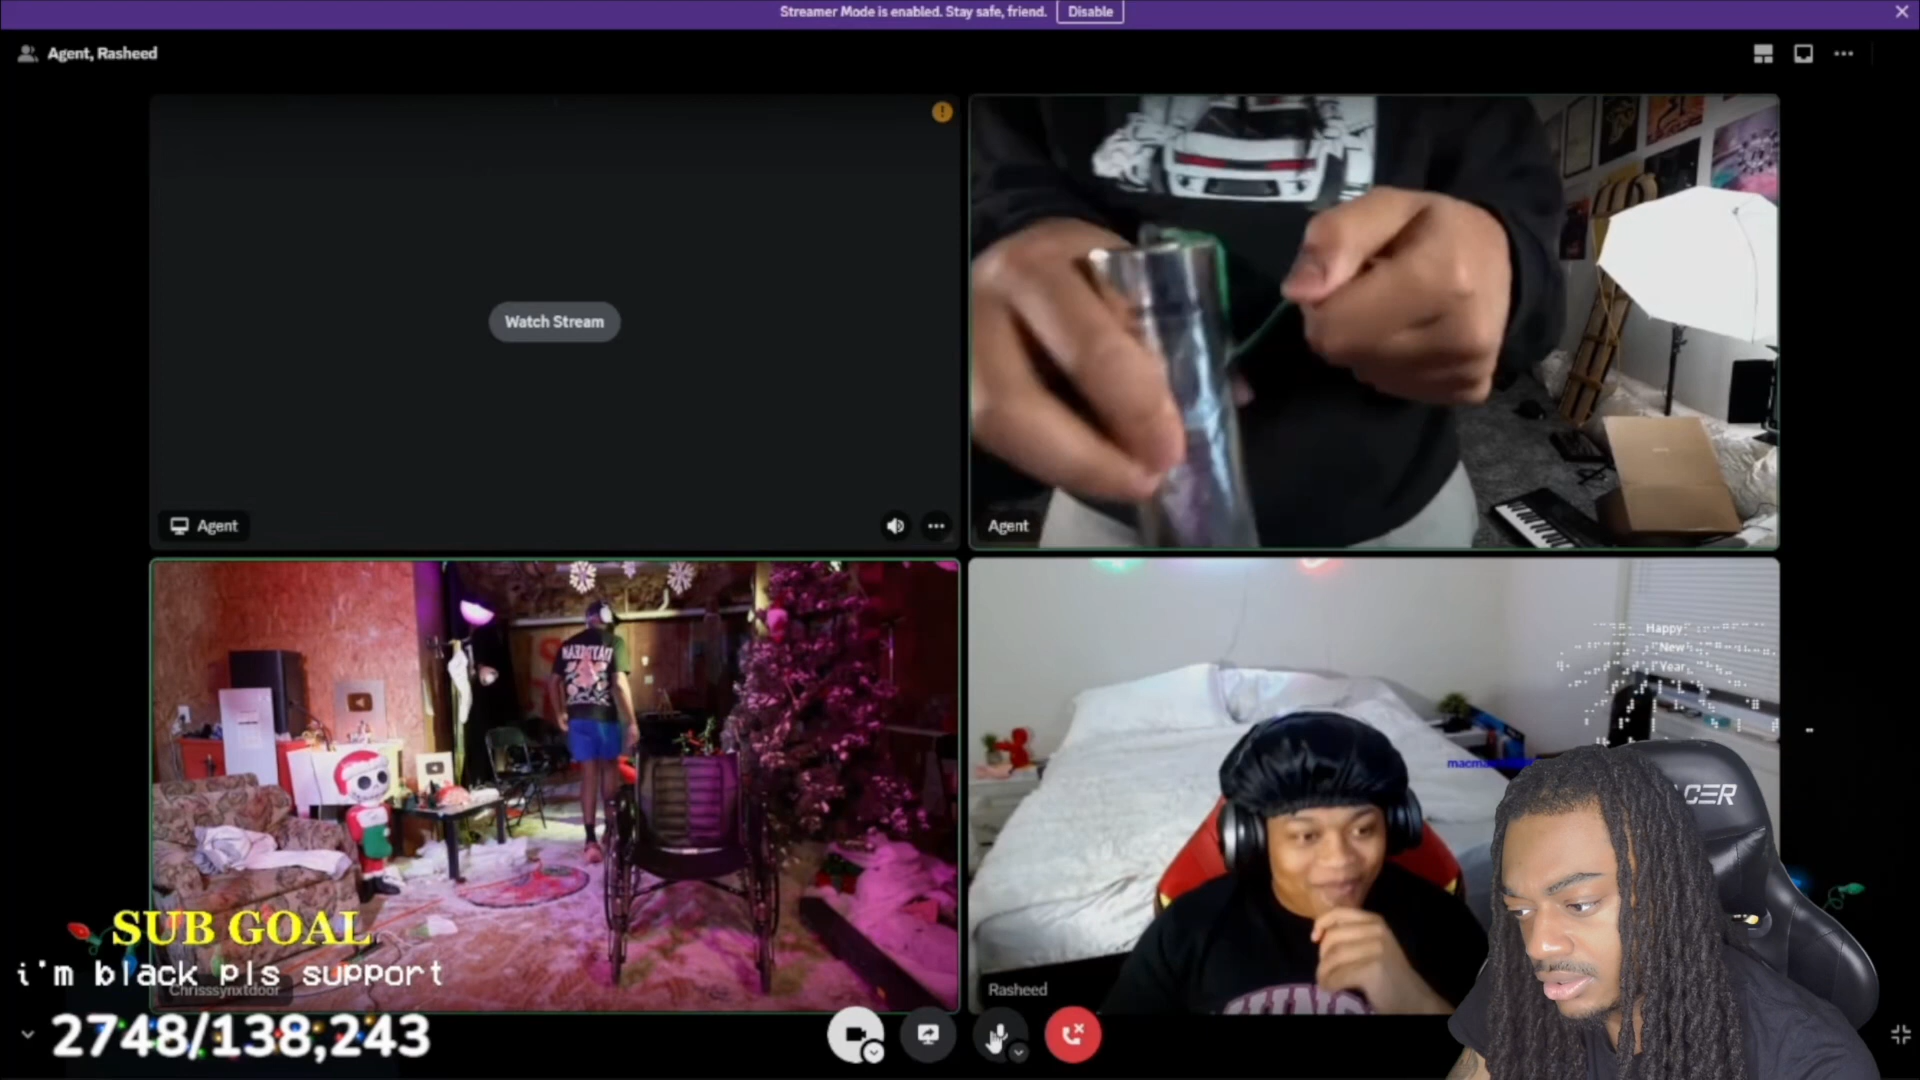 Streamer Mode is enabled. Stay safe, friend. Disable
Agent, Rasheed
Watch Stream
Agent
Agent
Happy
New
Year
SUB GOAL
i'm black pls support
Chrisssynxtdoor
Rasheed
2748/138,243